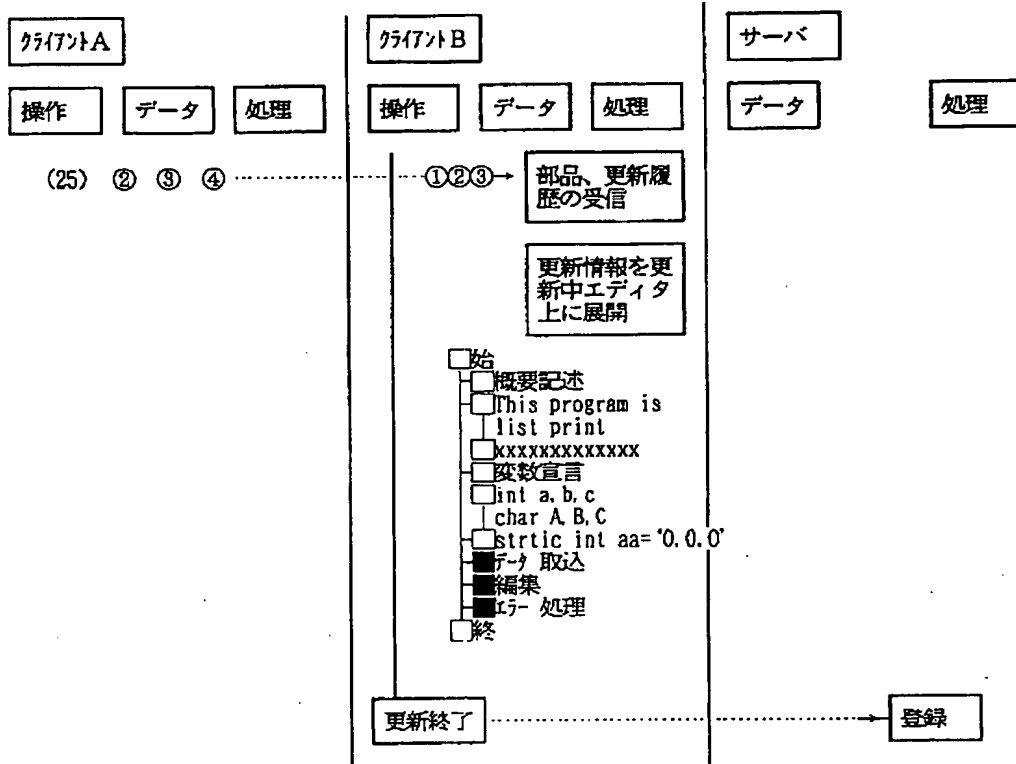 クライアントA
クライアントB
サーバ
操作
データ
処理
操作
データ
処理
データ
処理
(25) ② ③ ④
①②③
部品、更新履
歴の受信
更新情報を更
新中エディタ
上に展開
始
概要記述
This program is
list print
xxxxxxxxxxxxx
変数宣言
int a,b,c
char A,B,C
strtic int aa='0.0.0'
データ 取込
編集
エラー 処理
終
更新終了
登録